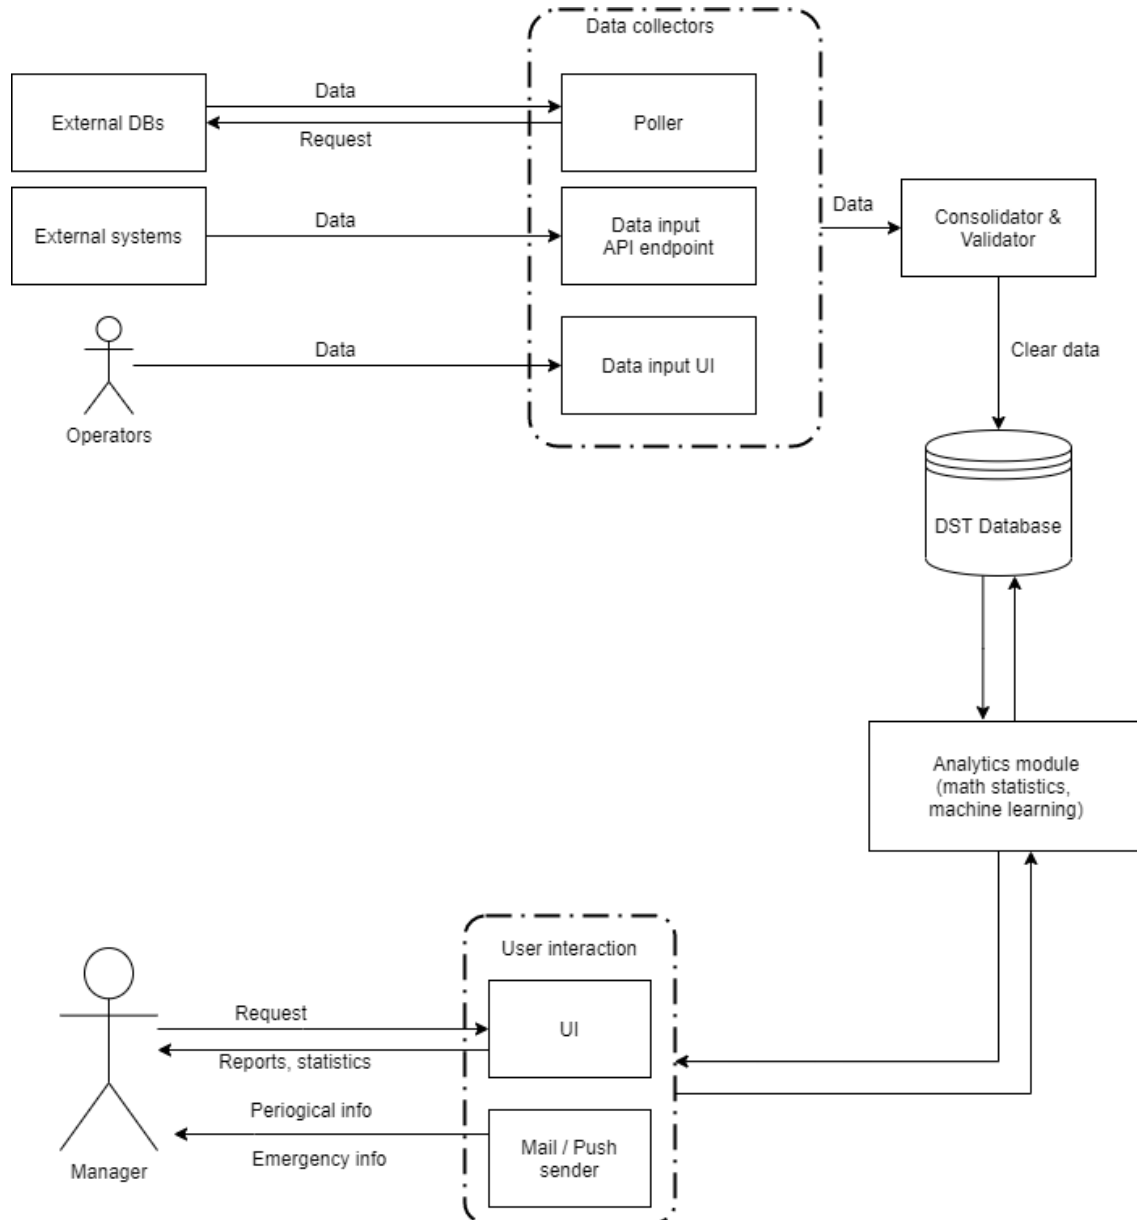 Data collectors
External DBs
Data
Request
Poller
External systems
Data
Data input
API endpoint
Data
Consolidator &
Validator
Operators
Data
Data input UI
Clear data
DST Database
Analytics module
(math statistics,
machine learning)
User interaction
Manager
Request
Reports, statistics
UI
Periogical info
Emergency info
Mail / Push
sender